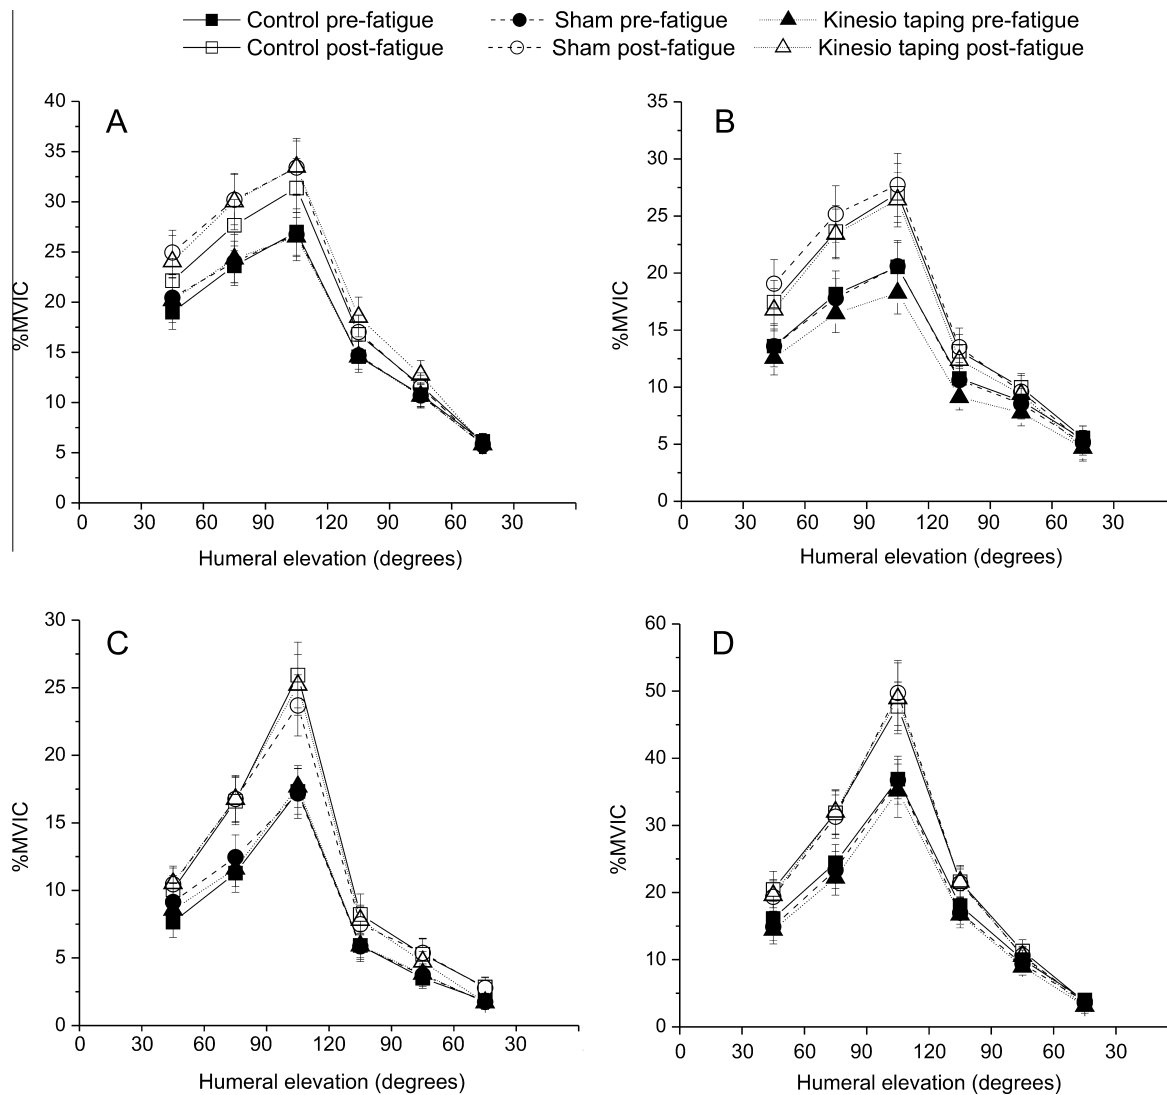 Control pre-fatigue Sham pre-fatigue Kinesio taping pre-fatigue
Control post-fatigue Sham post-fatigue Kinesio taping post-fatigue
A
%MVIC
40
35
30
25
20
15
10
5
0
0 30 60 90 120 90 60 30
Humeral elevation (degrees)
B
%MVIC
35
30
25
20
15
10
5
0
0 30 60 90 120 90 60 30
Humeral elevation (degrees)
C
%MVIC
30
25
20
15
10
5
0
0 30 60 90 120 90 60 30
Humeral elevation (degrees)
D
%MVIC
60
50
40
30
20
10
0
0 30 60 90 120 90 60 30
Humeral elevation (degrees)